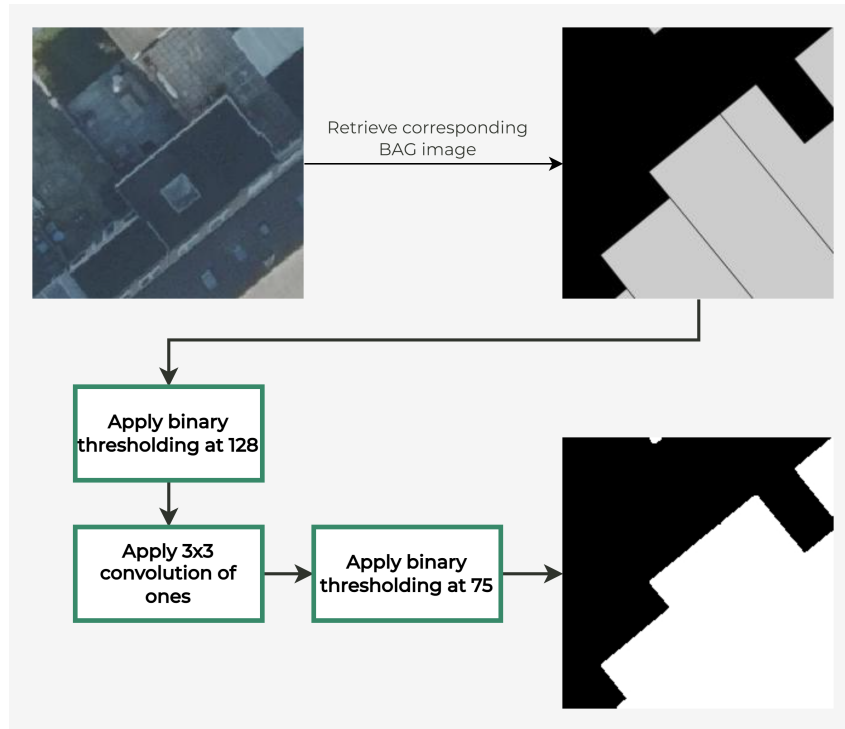 Retrieve corresponding
BAG image
Apply binary
thresholding at 128
Apply 3x3
convolution of
ones
Apply binary
thresholding at 75